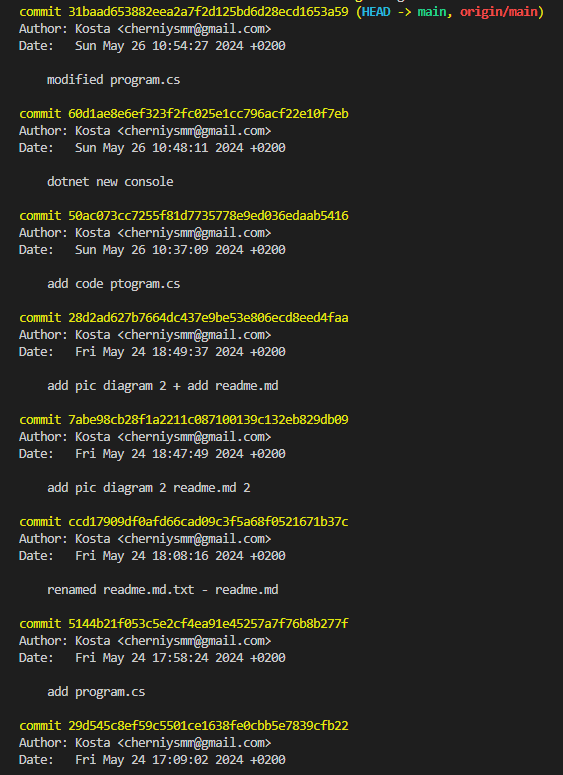 commit 31baad653882eea2a7f2d125bd6d28ecd1653a59 (HEAD -> main, origin/main)
Author: Kosta <cherniysmm@gmail.com>
Date:   Sun May 26 10:54:27 2024 +0200
    modified program.cs
commit 60d1ae8e6ef323f2fc025e1cc796acf22e10f7eb
Author: Kosta <cherniysmm@gmail.com>
Date:   Sun May 26 10:48:11 2024 +0200
    dotnet new console
commit 50ac073cc7255f81d7735778e9ed036edaab5416
Author: Kosta <cherniysmm@gmail.com>
Date:   Sun May 26 10:37:09 2024 +0200
    add code ptogram.cs
commit 28d2ad627b7664dc437e9be53e806ecd8eed4faa
Author: Kosta <cherniysmm@gmail.com>
Date:   Fri May 24 18:49:37 2024 +0200
    add pic diagram 2 + add readme.md
commit 7abe98cb28f1a2211c087100139c132eb829db09
Author: Kosta <cherniysmm@gmail.com>
Date:   Fri May 24 18:47:49 2024 +0200
    add pic diagram 2 readme.md 2
commit ccd17909df0afd66cad09c3f5a68f0521671b37c
Author: Kosta <cherniysmm@gmail.com>
Date:   Fri May 24 18:08:16 2024 +0200
    renamed readme.md.txt - readme.md
commit 5144b21f053c5e2cf4ea91e45257a7f76b8b277f
Author: Kosta <cherniysmm@gmail.com>
Date:   Fri May 24 17:58:24 2024 +0200
    add program.cs
commit 29d545c8ef59c5501ce1638fe0cbb5e7839cfb22
Author: Kosta <cherniysmm@gmail.com>
Date:   Fri May 24 17:09:02 2024 +0200